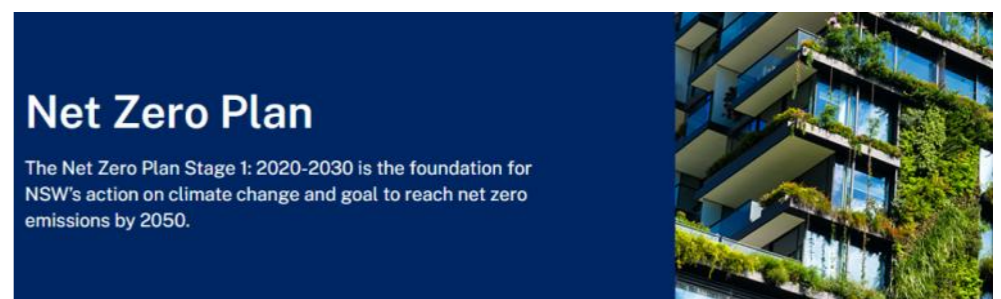 Net Zero Plan
The Net Zero Plan Stage 1: 2020-2030 is the foundation for
NSW's action on climate change and goal to reach net zero
emissions by 2050.